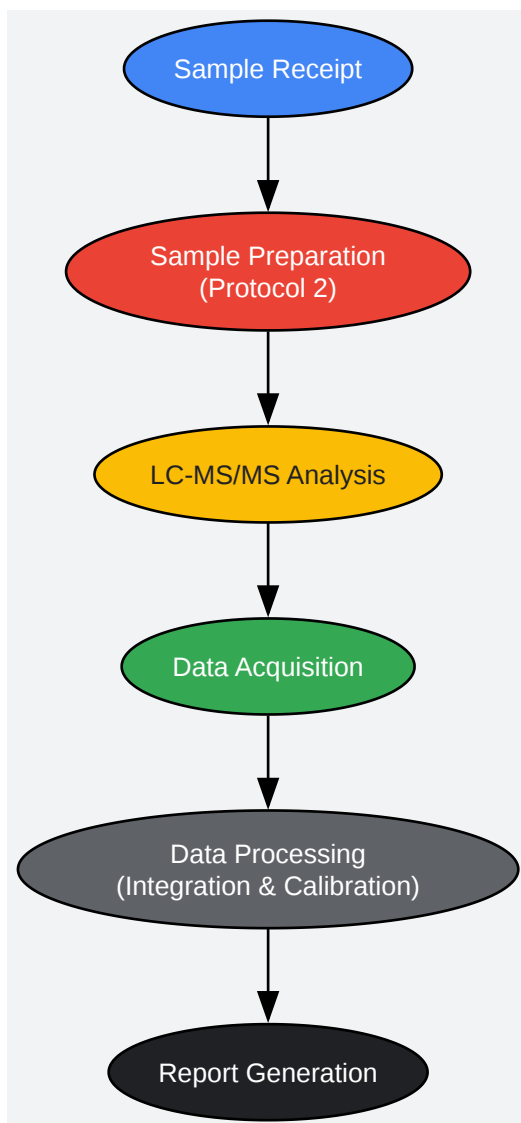 Sample Receipt
Sample Preparation
(Protocol 2)
LC-MS/MS Analysis
Data Acquisition
Data Processing
(Integration & Calibration)
Report Generation